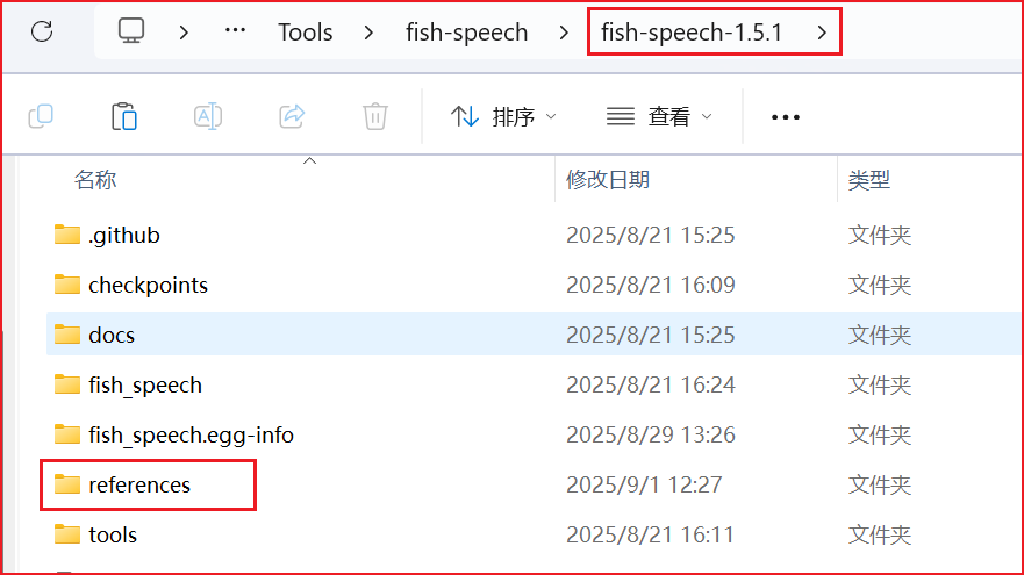 … Tools > fish-speech > fish-speech-1.5.1 >
排序 查看 •••
名称 修改日期 类型
.github 2025/8/21 15:25 文件夹
checkpoints 2025/8/21 16:09 文件夹
docs 2025/8/21 15:25 文件夹
fish_speech 2025/8/21 16:24 文件夹
fish_speech.egg-info 2025/8/29 13:26 文件夹
references 2025/9/1 12:27 文件夹
tools 2025/8/21 16:11 文件夹